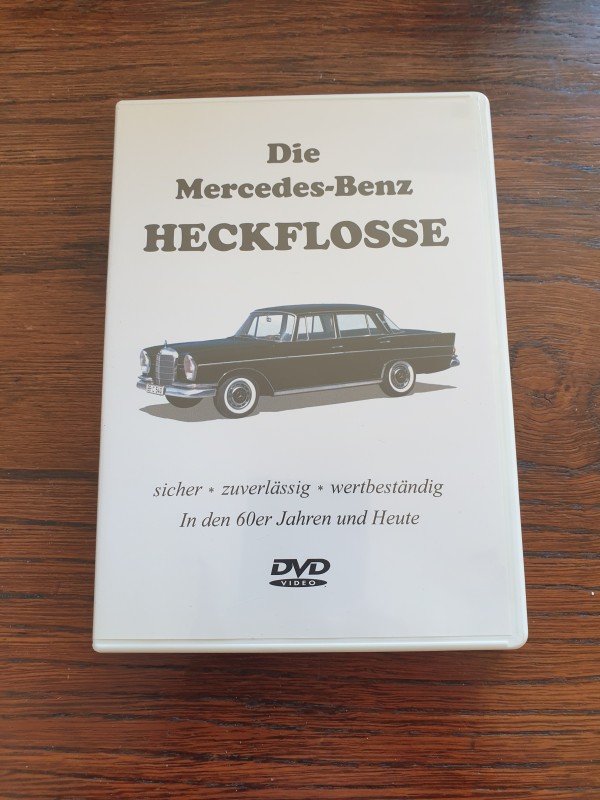 Die
Mercedes-Benz
HECKFLOSSE
sicher * zuverlässig * wertbeständig
In den 60er Jahren und Heute
DVD
VIDEO